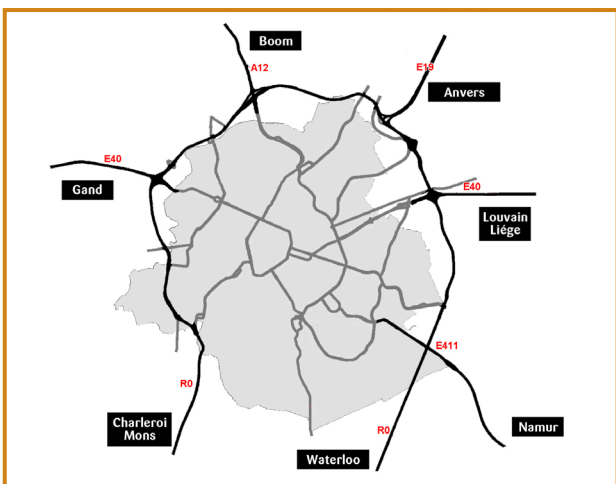 Boom
A12
E19
Anvers
E40
Gand
E40
Louvain
Liége
E411
R0
Charleroi
Mons
R0
Namur
Waterloo